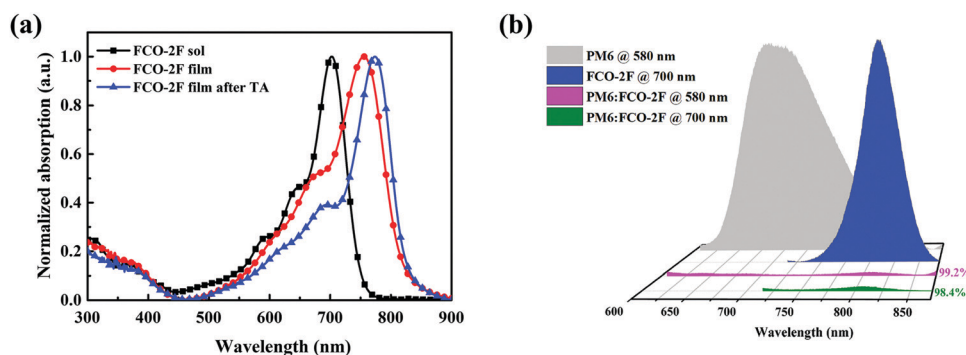 (a)
FCO-2F sol
FCO-2F film
FCO-2F film after TA
Normalized absorption (a.u.)
1.0
0.8
0.6
0.4
0.2
0.0
300 400 500 600 700 800 900
Wavelength (nm)
(b)
PM6 @ 580 nm
FCO-2F @ 700 nm
PM6:FCO-2F @ 580 nm
PM6:FCO-2F @ 700 nm
99.2%
98.4%
600 650 700 750 800 850
Wavelength (nm)